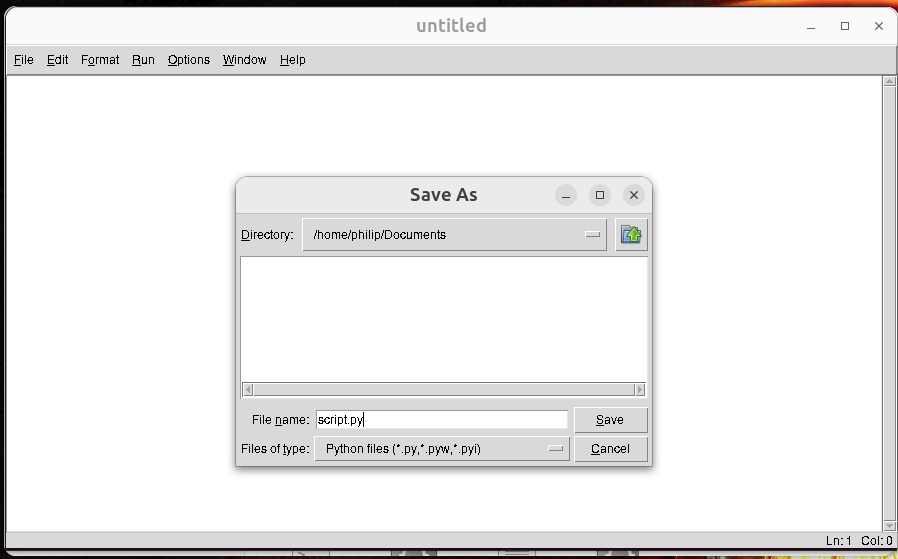 untitled
File Edit Format Run Options Window Help
Save As
Directory: /home/philip/Documents
File name: script.py Save
Files of type: Python files (*.py,*.pyw,*.pyi) Cancel
Ln: 1 Col: 0